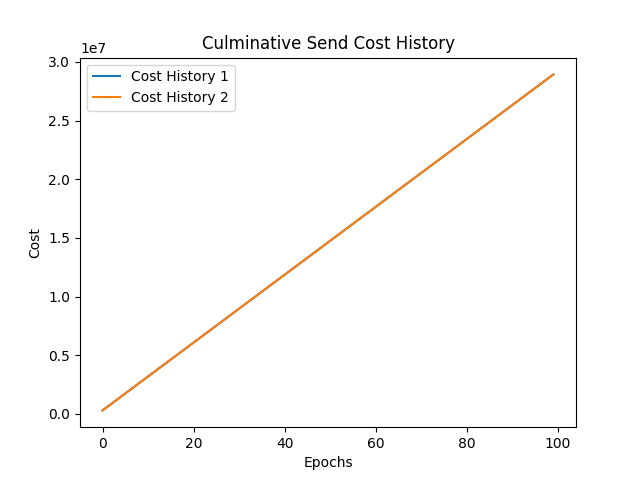 Culminative Send Cost History
1e7
Cost History 1
Cost History 2
3.0
2.5
2.0
1.5
1.0
0.5
0.0
Cost
0 20 40 60 80 100
Epochs